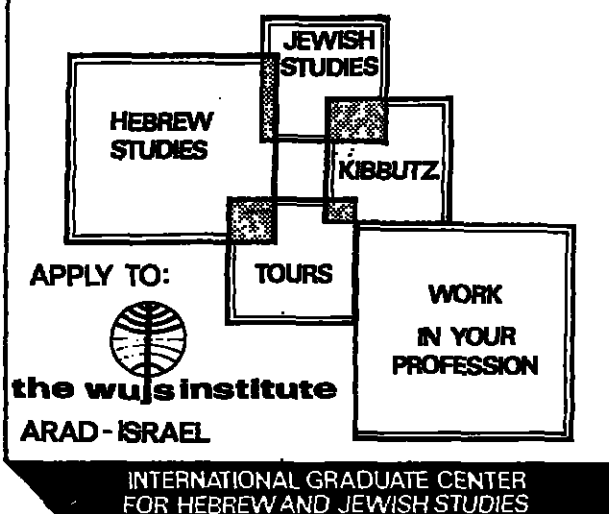 JEWISH
STUDIES
HEBREW
STUDIES
KIBBUTZ
TOURS
WORK
IN YOUR
PROFESSION
APPLY TO:
the wujs institute
ARAD-ISRAEL
INTERNATIONAL GRADUATE CENTER
FOR HEBREW AND JEWISH STUDIES